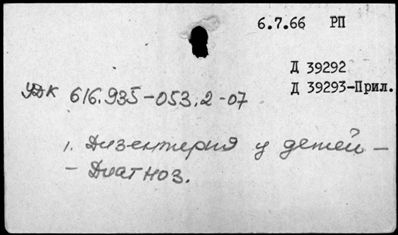 6.7.66 РП
Д 39292
Д 39293-Прил.
УДК 616.935-053.2-07
1. Дизентерия у детей -
- Диагноз.